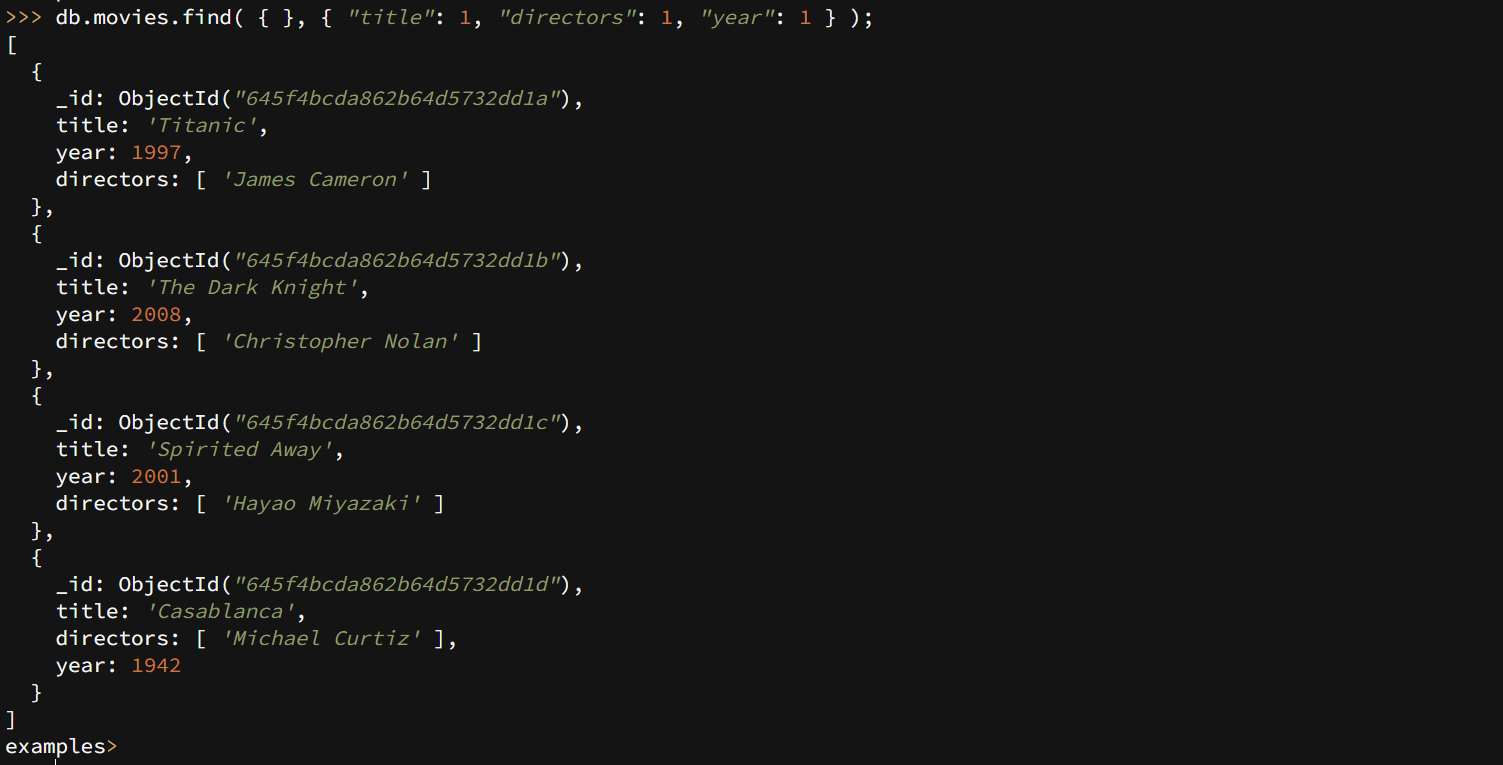 >>> db.movies.find( { }, { "title": 1, "directors": 1, "year": 1 } );
[
  {
    _id: ObjectId("645f4bcda862b64d5732dd1a"),
    title: 'Titanic',
    year: 1997,
    directors: [ 'James Cameron' ]
  },
  {
    _id: ObjectId("645f4bcda862b64d5732dd1b"),
    title: 'The Dark Knight',
    year: 2008,
    directors: [ 'Christopher Nolan' ]
  },
  {
    _id: ObjectId("645f4bcda862b64d5732dd1c"),
    title: 'Spirited Away',
    year: 2001,
    directors: [ 'Hayao Miyazaki' ]
  },
  {
    _id: ObjectId("645f4bcda862b64d5732dd1d"),
    title: 'Casablanca',
    directors: [ 'Michael Curtiz' ],
    year: 1942
  }
]
examples>